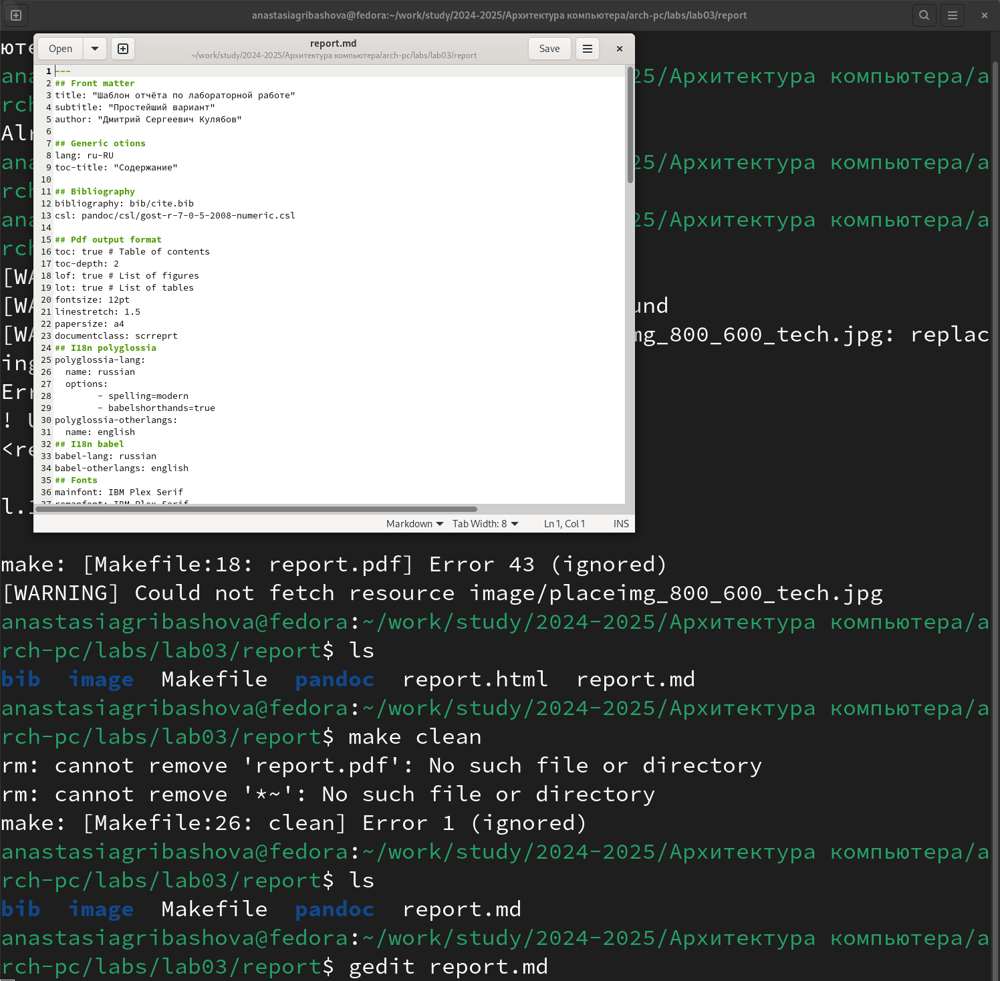 anastasiagribashova@fedora:~/work/study/2024-2025/Архитектура компьютера/arch-pc/labs/lab03/report
Open
report.md
~/work/study/2024-2025/Архитектура компьютера/arch-pc/labs/lab03/report
Save
1 ---
2 ## Front matter
3 title: "Шаблон отчёта по лабораторной работе"
4 subtitle: "Простейший вариант"
5 author: "Дмитрий Сергеевич Кулябов"
6
7 ## Generic otions
8 lang: ru-RU
9 toc-title: "Содержание"
10
11 ## Bibliography
12 bibliography: bib/cite.bib
13 csl: pandoc/csl/gost-r-7-0-5-2008-numeric.csl
14
15 ## Pdf output format
16 toc: true # Table of contents
17 toc-depth: 2
18 lof: true # List of figures
19 lot: true # List of tables
20 fontsize: 12pt
21 linestretch: 1.5
22 papersize: a4
23 documentclass: scrreprt
24 ## I18n polyglossia
25 polyglossia-lang:
26   name: russian
27   options:
28         - spelling=modern
29         - babelshorthands=true
30 polyglossia-otherlangs:
31   name: english
32 ## I18n babel
33 babel-lang: russian
34 babel-otherlangs: english
35 ## Fonts
36 mainfont: IBM Plex Serif
37 romanfont: IBM Plex Serif
Markdown Tab Width: 8 Ln 1, Col 1 INS
юте
ana 25/Архитектура компьютера/a
rch
Alr
ana 25/Архитектура компьютера/a
rch
ana 25/Архитектура компьютера/a
rch
[WA
[WA und
[WA mg_800_600_tech.jpg: replac
ing
Err
! U
<re
l.1
make: [Makefile:18: report.pdf] Error 43 (ignored)
[WARNING] Could not fetch resource image/placeimg_800_600_tech.jpg
anastasiagribashova@fedora:~/work/study/2024-2025/Архитектура компьютера/a
rch-pc/labs/lab03/report$ ls
bib  image  Makefile  pandoc  report.html  report.md
anastasiagribashova@fedora:~/work/study/2024-2025/Архитектура компьютера/a
rch-pc/labs/lab03/report$ make clean
rm: cannot remove 'report.pdf': No such file or directory
rm: cannot remove '*~': No such file or directory
make: [Makefile:26: clean] Error 1 (ignored)
anastasiagribashova@fedora:~/work/study/2024-2025/Архитектура компьютера/a
rch-pc/labs/lab03/report$ ls
bib  image  Makefile  pandoc  report.md
anastasiagribashova@fedora:~/work/study/2024-2025/Архитектура компьютера/a
rch-pc/labs/lab03/report$ gedit report.md